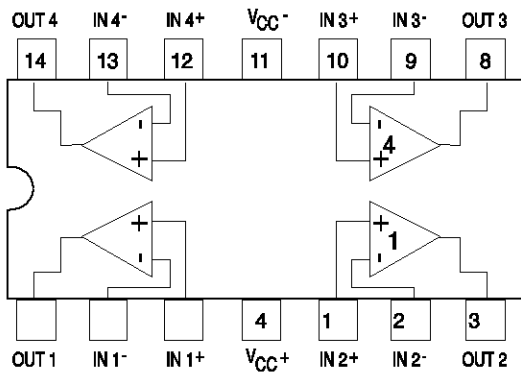 OUT 4 IN 4- IN 4+ VCC- IN 3+ IN 3- OUT 3
14 13 12 11 10 9 8
- - 
+ + 4
+ + 1
- -
4 1 2 3
OUT 1 IN 1- IN 1+ VCC+ IN 2+ IN 2- OUT 2